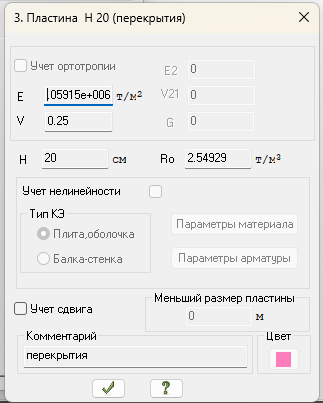 3. Пластина Н 20 (перекрытия)
Учет ортотропии
E2 0
E .05915e+006 т/м²
V21 0
V 0.25
G 0
H 20 см Ro 2.54929 т/м³
Учет нелинейности
Тип КЭ
Плита,оболочка
Параметры материала
Балка-стенка
Параметры арматуры
Учет сдвига
Меньший размер пластины
0 м
Комментарий
перекрытия
Цвет
?